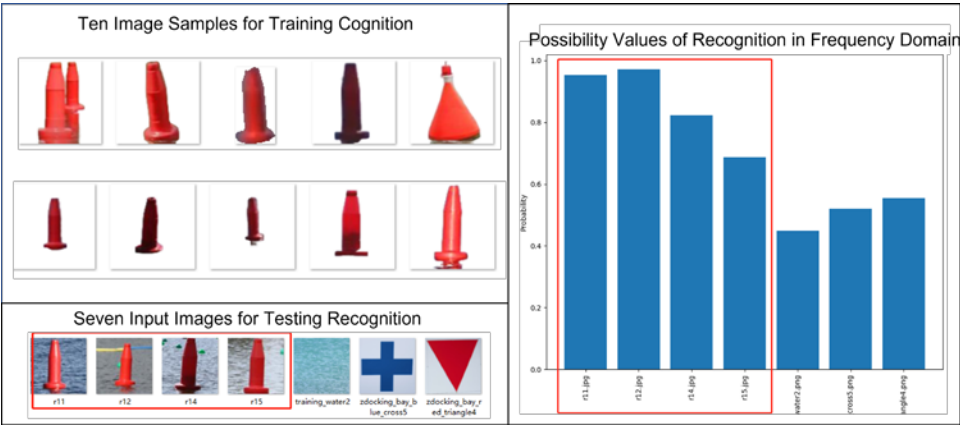 Ten Image Samples for Training Cognition
Seven Input Images for Testing Recognition
r11
r12
r14
r15
training_water2
zdocking_bay_b
lue_cross5
zdocking_bay_r
ed_triangle4
Possibility Values of Recognition in Frequency Domain
Probability
1.0
0.8
0.6
0.4
0.2
0.0
r11.jpg
r12.jpg
r14.jpg
r15.jpg
water2.png
cross5.png
angle4.png